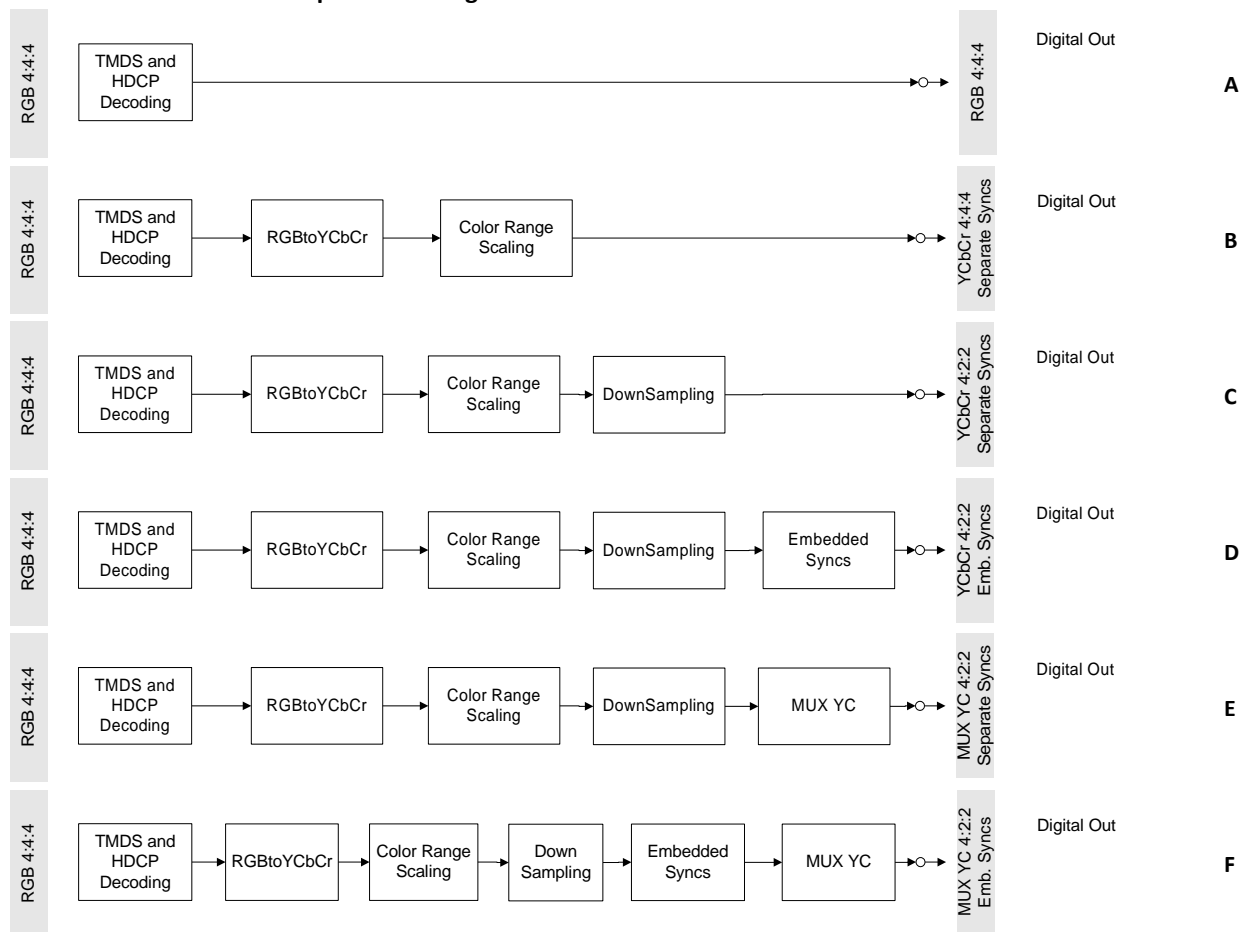 RGB 4:4:4
TMDS and
HDCP
Decoding
RGB 4:4:4
Digital Out
A
RGB 4:4:4
TMDS and
HDCP
Decoding
RGBtoYCbCr
Color Range
Scaling
YCbCr 4:4:4
Separate Syncs
Digital Out
B
RGB 4:4:4
TMDS and
HDCP
Decoding
RGBtoYCbCr
Color Range
Scaling
DownSampling
YCbCr 4:2:2
Separate Syncs
Digital Out
C
RGB 4:4:4
TMDS and
HDCP
Decoding
RGBtoYCbCr
Color Range
Scaling
DownSampling
Embedded
Syncs
YCbCr 4:2:2
Emb. Syncs
Digital Out
D
RGB 4:4:4
TMDS and
HDCP
Decoding
RGBtoYCbCr
Color Range
Scaling
DownSampling
MUX YC
MUX YC 4:2:2
Separate Syncs
Digital Out
E
RGB 4:4:4
TMDS and
HDCP
Decoding
RGBtoYCbCr
Color Range
Scaling
Down
Sampling
Embedded
Syncs
MUX YC
MUX YC 4:2:2
Emb. Syncs
Digital Out
F